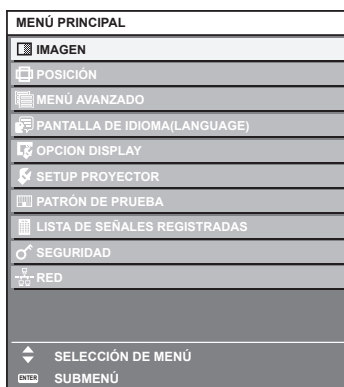 MENÚ PRINCIPAL
IMAGEN
POSICIÓN
MENÚ AVANZADO
PANTALLA DE IDIOMA(LANGUAGE)
OPCION DISPLAY
SETUP PROYECTOR
PATRÓN DE PRUEBA
LISTA DE SEÑALES REGISTRADAS
SEGURIDAD
RED
SELECCIÓN DE MENÚ
ENTER SUBMENÚ